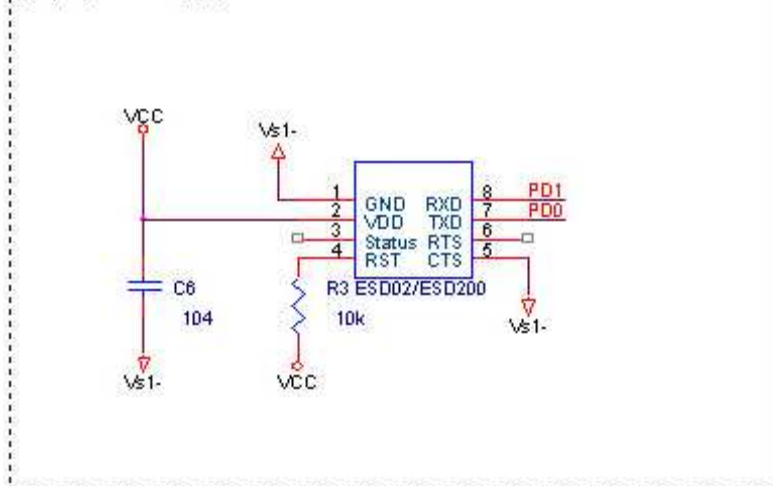 VCC
Vs1-
1 GND RXD 8 PD1
2 VDD TXD 7 PD0
3 Status RTS 6
4 RST CTS 5
C6
R3 ESD02/ESD200
104
10k
Vs1-
Vs1-
VCC